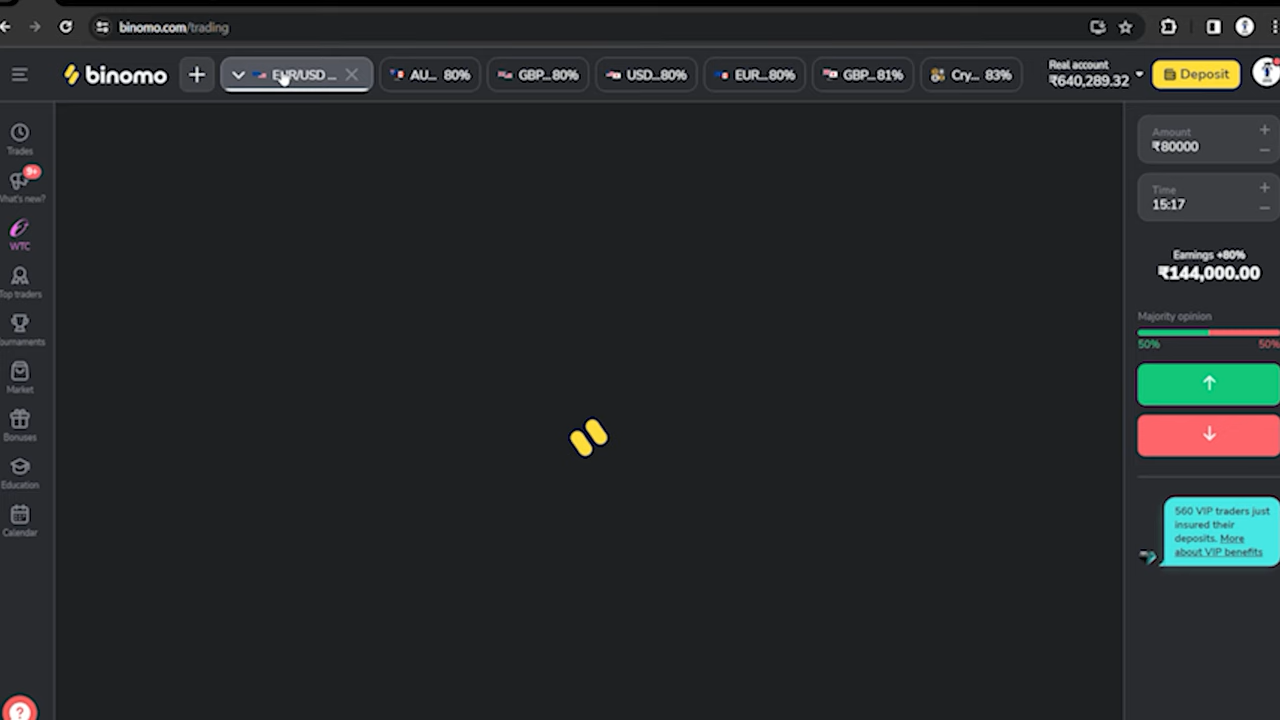 binomo.com/trading
binomo
+
EUR/USD ...
AU... 80%
GBP...80%
USD...80%
EUR...80%
GBP...81%
Cry... 83%
Real account
₹640,289.32
Deposit
Trades
9+
What's new?
WTC
Top traders
ournaments
Market
Bonuses
Education
Calendar
?
Amount
₹80000
+
−
Time
15:17
+
−
Earnings +80%
₹144,000.00
Majority opinion
50%
50%
560 VIP traders just
insured their
deposits. More
about VIP benefits